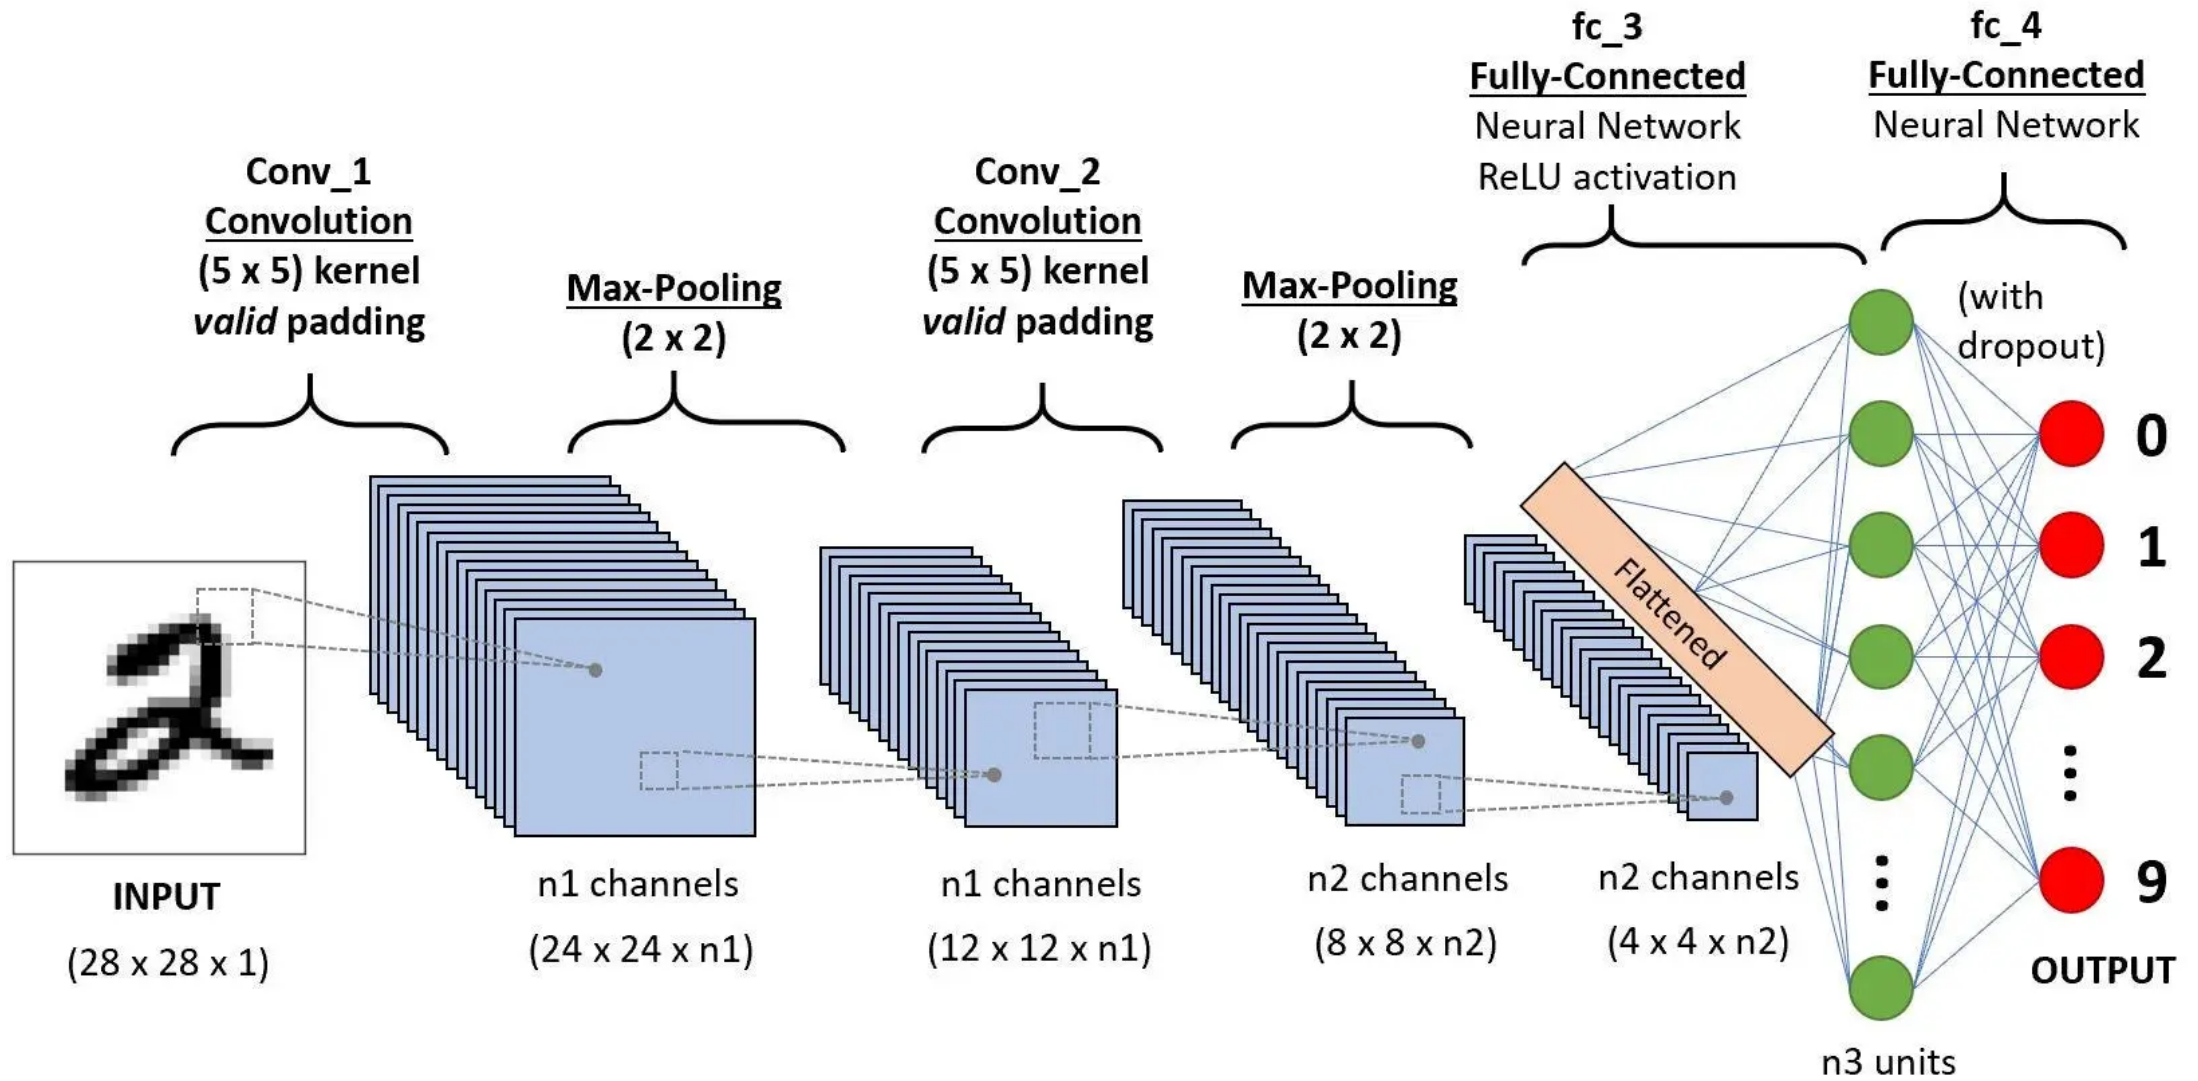 Conv_1
Convolution
(5 x 5) kernel
valid padding
Max-Pooling
(2 x 2)
Conv_2
Convolution
(5 x 5) kernel
valid padding
Max-Pooling
(2 x 2)
fc_3
Fully-Connected
Neural Network
ReLU activation
fc_4
Fully-Connected
Neural Network
(with
dropout)
Flattened
0
1
2
9
OUTPUT
INPUT
(28 x 28 x 1)
n1 channels
(24 x 24 x n1)
n1 channels
(12 x 12 x n1)
n2 channels
(8 x 8 x n2)
n2 channels
(4 x 4 x n2)
n3 units
2